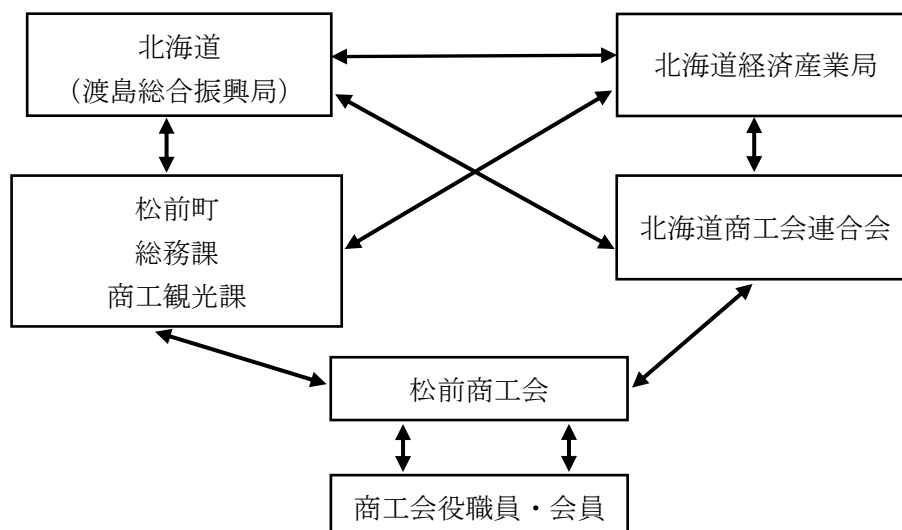 北海道
（渡島総合振興局）
北海道経済産業局
松前町
総務課
商工観光課
北海道商工会連合会
松前商工会
商工会役職員・会員